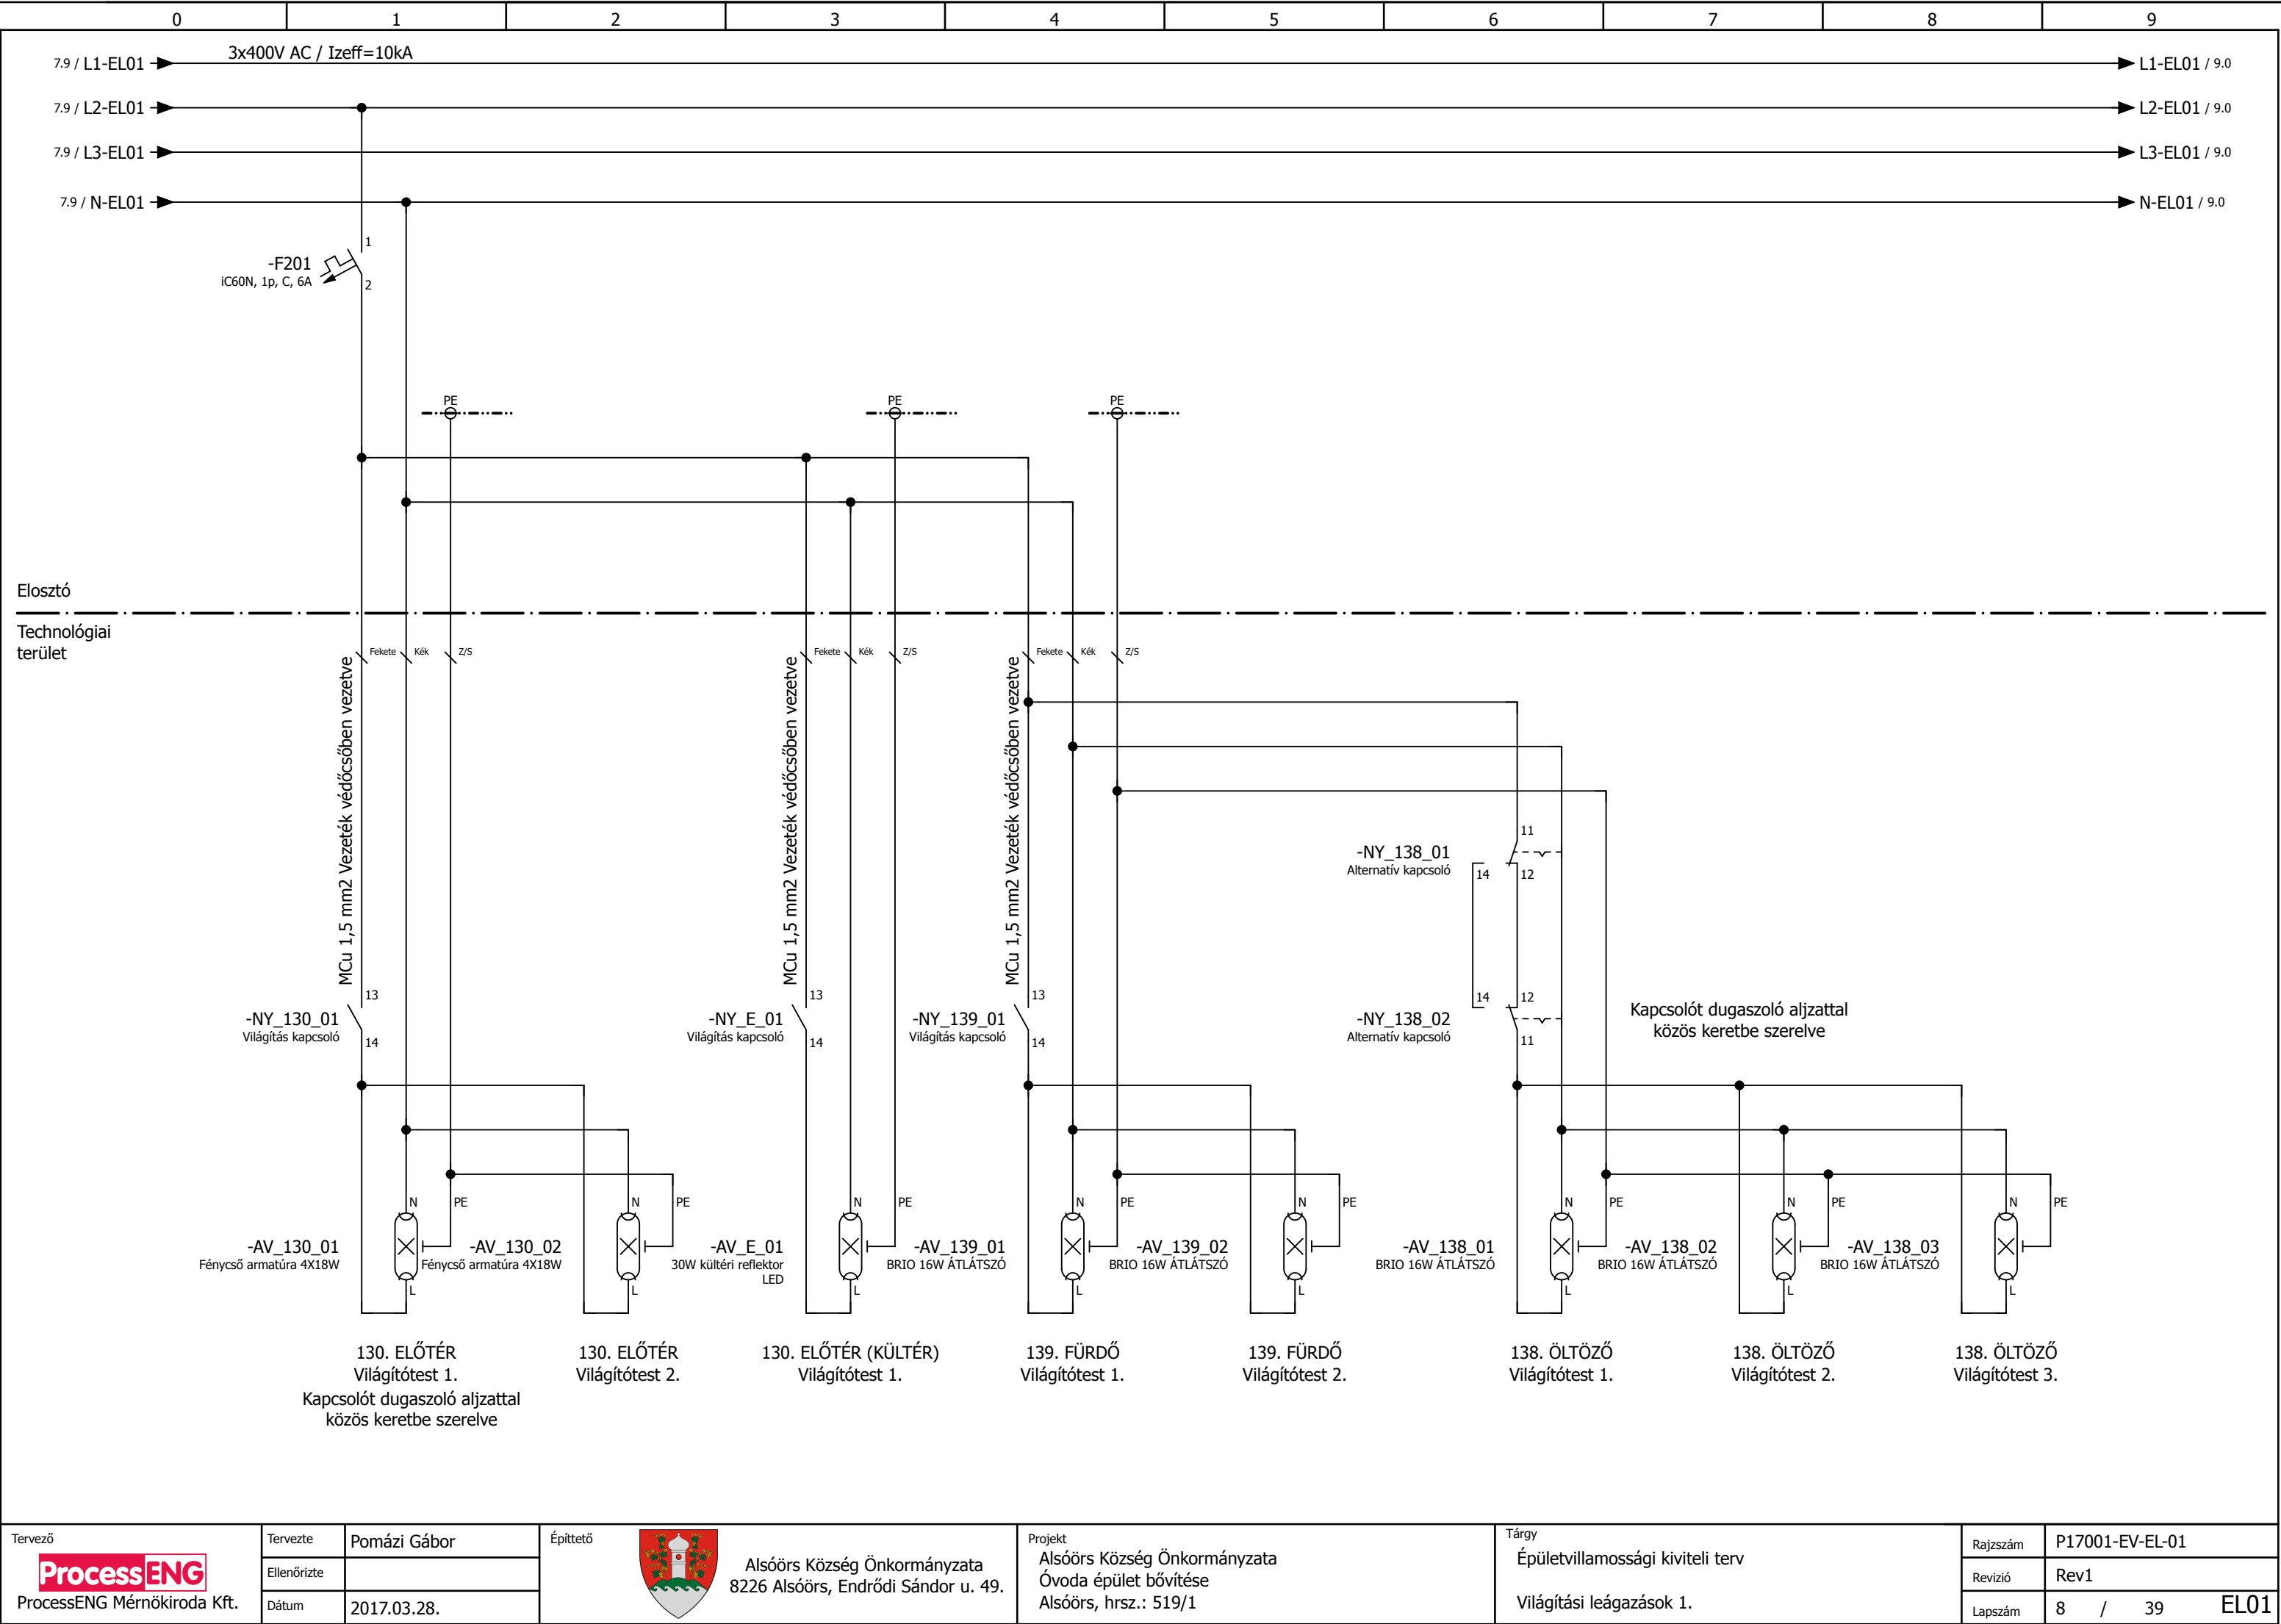 0 1 2 3 4 5 6 7 8 9
3x400V AC / Izeff=10kA
7.9 / L1-EL01 L1-EL01 / 9.0
7.9 / L2-EL01 L2-EL01 / 9.0
7.9 / L3-EL01 L3-EL01 / 9.0
7.9 / N-EL01 N-EL01 / 9.0
1
-F201
iC60N, 1p, C, 6A
2
PE PE PE
Elosztó
Technológiai
terület
Fekete Kék Z/S Fekete Kék Z/S Fekete Kék Z/S
MCu 1,5 mm2 Vezeték védőcsőben vezetve
MCu 1,5 mm2 Vezeték védőcsőben vezetve
MCu 1,5 mm2 Vezeték védőcsőben vezetve
11
-NY_138_01
Alternatív kapcsoló
14 12
13
-NY_130_01
Világítás kapcsoló
14
13
-NY_E_01
Világítás kapcsoló
14
13
-NY_139_01
Világítás kapcsoló
14
14 12
-NY_138_02
Alternatív kapcsoló
11
Kapcsolót dugaszoló aljzattal
közös keretbe szerelve
N PE N PE N PE N PE N PE N PE N PE N PE
-AV_130_01
Fénycső armatúra 4X18W
-AV_130_02
Fénycső armatúra 4X18W
-AV_E_01
30W kültéri reflektor
LED
-AV_139_01
BRIO 16W ÁTLÁTSZÓ
-AV_139_02
BRIO 16W ÁTLÁTSZÓ
-AV_138_01
BRIO 16W ÁTLÁTSZÓ
-AV_138_02
BRIO 16W ÁTLÁTSZÓ
-AV_138_03
BRIO 16W ÁTLÁTSZÓ
L L L L L L L L
130. ELŐTÉR
Világítótest 1.
Kapcsolót dugaszoló aljzattal
közös keretbe szerelve
130. ELŐTÉR
Világítótest 2.
130. ELŐTÉR (KÜLTÉR)
Világítótest 1.
139. FÜRDŐ
Világítótest 1.
139. FÜRDŐ
Világítótest 2.
138. ÖLTÖZŐ
Világítótest 1.
138. ÖLTÖZŐ
Világítótest 2.
138. ÖLTÖZŐ
Világítótest 3.
Tervező
ProcessENG
ProcessENG Mérnökiroda Kft.
Tervezte Pomázi Gábor
Ellenőrizte
Dátum 2017.03.28.
Építtető
Alsóörs Község Önkormányzata
8226 Alsóörs, Endrődi Sándor u. 49.
Projekt
Alsóörs Község Önkormányzata
Óvoda épület bővítése
Alsóörs, hrsz.: 519/1
Tárgy
Épületvillamossági kiviteli terv
Világítási leágazások 1.
Rajzszám P17001-EV-EL-01
Revizió Rev1
Lapszám 8 / 39 EL01